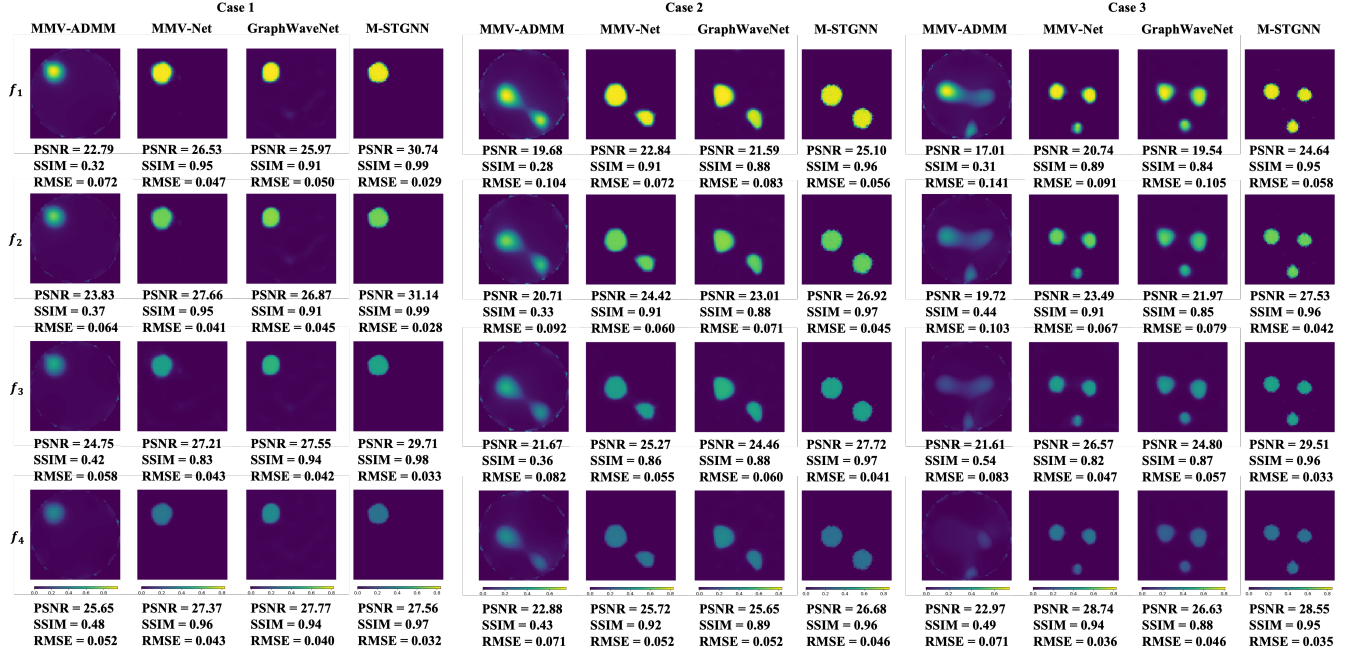 Case 1 Case 2 Case 3
MMV-ADMM MMV-Net GraphWaveNet M-STGNN MMV-ADMM MMV-Net GraphWaveNet M-STGNN MMV-ADMM MMV-Net GraphWaveNet M-STGNN
f1
PSNR = 22.79 PSNR = 26.53 PSNR = 25.97 PSNR = 30.74 PSNR = 19.68 PSNR = 22.84 PSNR = 21.59 PSNR = 25.10 PSNR = 17.01 PSNR = 20.74 PSNR = 19.54 PSNR = 24.64
SSIM = 0.32 SSIM = 0.95 SSIM = 0.91 SSIM = 0.99 SSIM = 0.28 SSIM = 0.91 SSIM = 0.88 SSIM = 0.96 SSIM = 0.31 SSIM = 0.89 SSIM = 0.84 SSIM = 0.95
RMSE = 0.072 RMSE = 0.047 RMSE = 0.050 RMSE = 0.029 RMSE = 0.104 RMSE = 0.072 RMSE = 0.083 RMSE = 0.056 RMSE = 0.141 RMSE = 0.091 RMSE = 0.105 RMSE = 0.058
f2
PSNR = 23.83 PSNR = 27.66 PSNR = 26.87 PSNR = 31.14 PSNR = 20.71 PSNR = 24.42 PSNR = 23.01 PSNR = 26.92 PSNR = 19.72 PSNR = 23.49 PSNR = 21.97 PSNR = 27.53
SSIM = 0.37 SSIM = 0.95 SSIM = 0.91 SSIM = 0.99 SSIM = 0.33 SSIM = 0.91 SSIM = 0.88 SSIM = 0.97 SSIM = 0.44 SSIM = 0.91 SSIM = 0.85 SSIM = 0.96
RMSE = 0.064 RMSE = 0.041 RMSE = 0.045 RMSE = 0.028 RMSE = 0.092 RMSE = 0.060 RMSE = 0.071 RMSE = 0.045 RMSE = 0.103 RMSE = 0.067 RMSE = 0.079 RMSE = 0.042
f3
PSNR = 24.75 PSNR = 27.21 PSNR = 27.55 PSNR = 29.71 PSNR = 21.67 PSNR = 25.27 PSNR = 24.46 PSNR = 27.72 PSNR = 21.61 PSNR = 26.57 PSNR = 24.80 PSNR = 29.51
SSIM = 0.42 SSIM = 0.83 SSIM = 0.94 SSIM = 0.98 SSIM = 0.36 SSIM = 0.86 SSIM = 0.88 SSIM = 0.97 SSIM = 0.54 SSIM = 0.82 SSIM = 0.87 SSIM = 0.96
RMSE = 0.058 RMSE = 0.043 RMSE = 0.042 RMSE = 0.033 RMSE = 0.082 RMSE = 0.055 RMSE = 0.060 RMSE = 0.041 RMSE = 0.083 RMSE = 0.047 RMSE = 0.057 RMSE = 0.033
f4
PSNR = 25.65 PSNR = 27.37 PSNR = 27.77 PSNR = 27.56 PSNR = 22.88 PSNR = 25.72 PSNR = 25.65 PSNR = 26.68 PSNR = 22.97 PSNR = 28.74 PSNR = 26.63 PSNR = 28.55
SSIM = 0.48 SSIM = 0.96 SSIM = 0.94 SSIM = 0.97 SSIM = 0.43 SSIM = 0.92 SSIM = 0.89 SSIM = 0.96 SSIM = 0.49 SSIM = 0.94 SSIM = 0.88 SSIM = 0.95
RMSE = 0.052 RMSE = 0.043 RMSE = 0.040 RMSE = 0.032 RMSE = 0.071 RMSE = 0.052 RMSE = 0.052 RMSE = 0.046 RMSE = 0.071 RMSE = 0.036 RMSE = 0.046 RMSE = 0.035